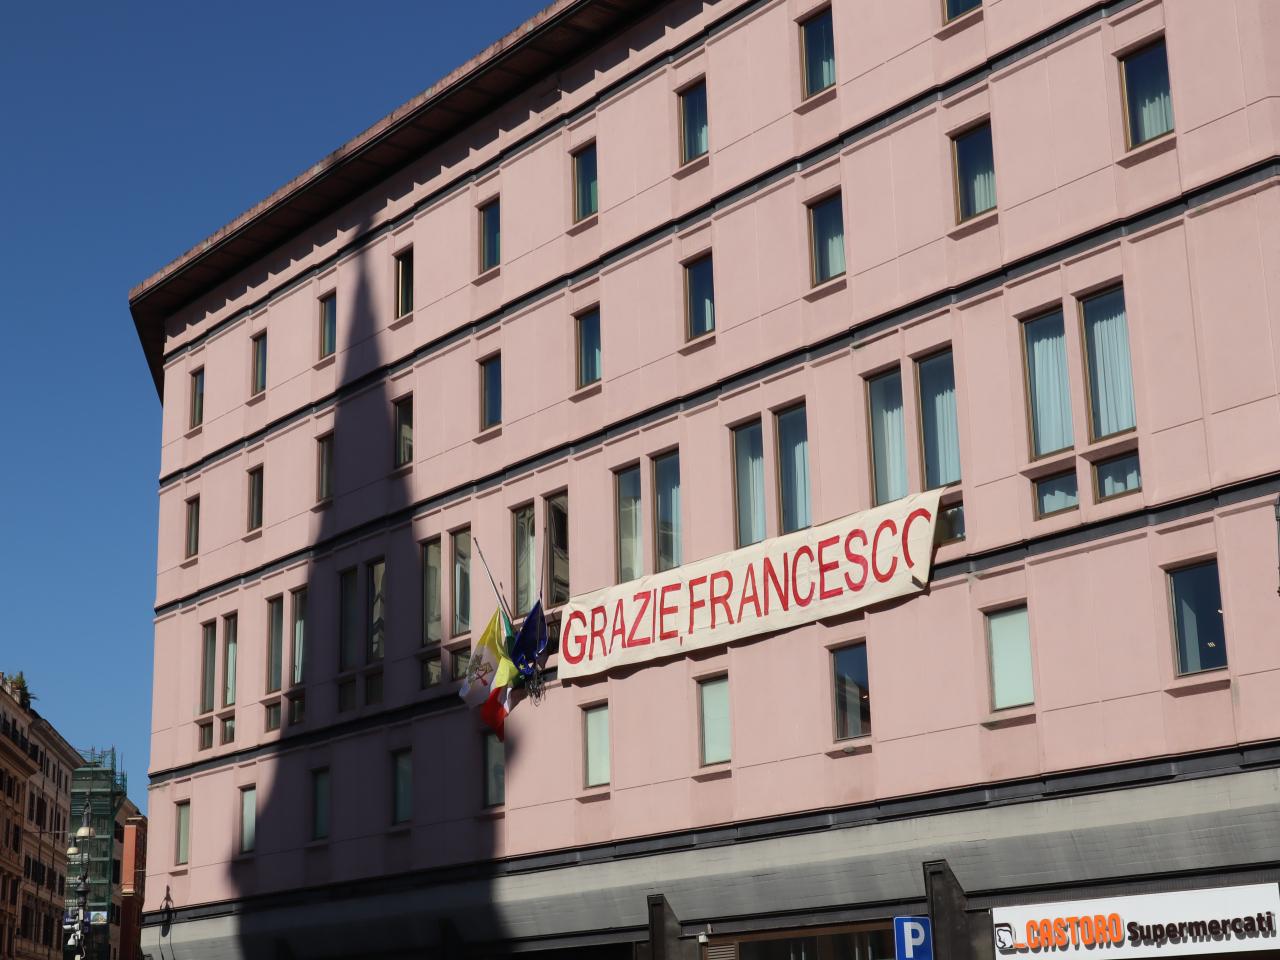 GRAZIE, FRANCESCO
P
CASTORO Supermercati